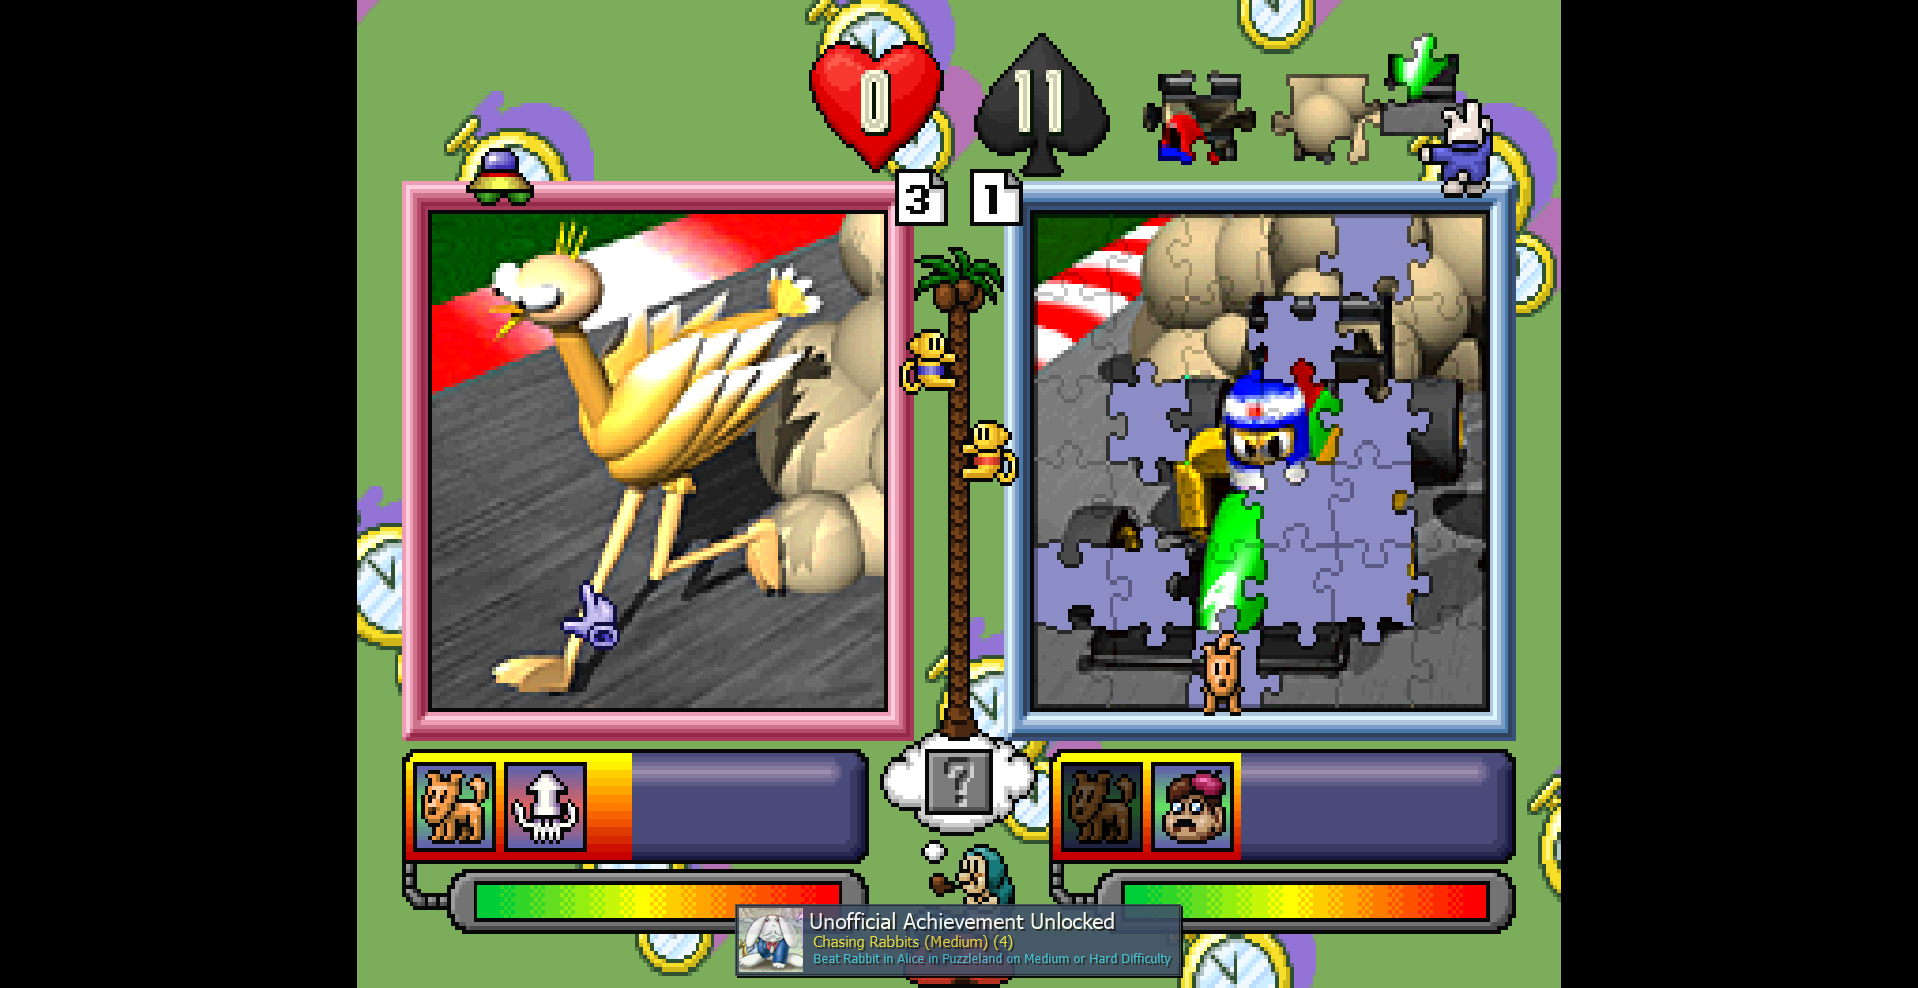 0
11
3
1
?
Unofficial Achievement Unlocked
Chasing Rabbits (Medium) (4)
Beat Rabbit in Alice in Puzzleland on Medium or Hard Difficulty